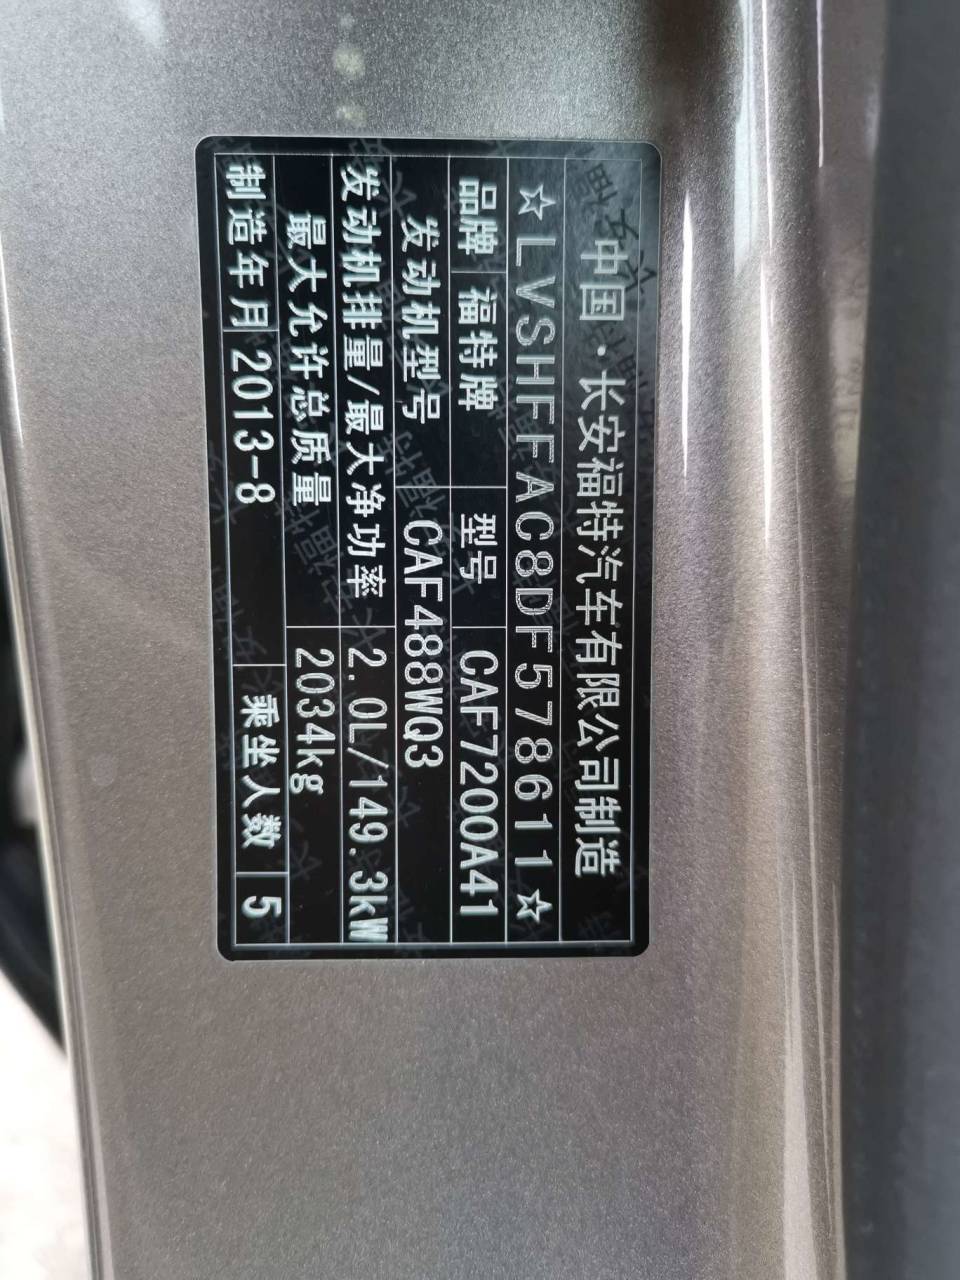 中国·长安福特汽车有限公司制造
☆LVSHFFAC8DF578611☆
品牌 福特牌 型号 CAF7200A41
发动机型号 CAF488WQ3
发动机排量/最大净功率 2.0L/149.3kW
最大允许总质量 2034kg
制造年月 2013-8 乘坐人数 5